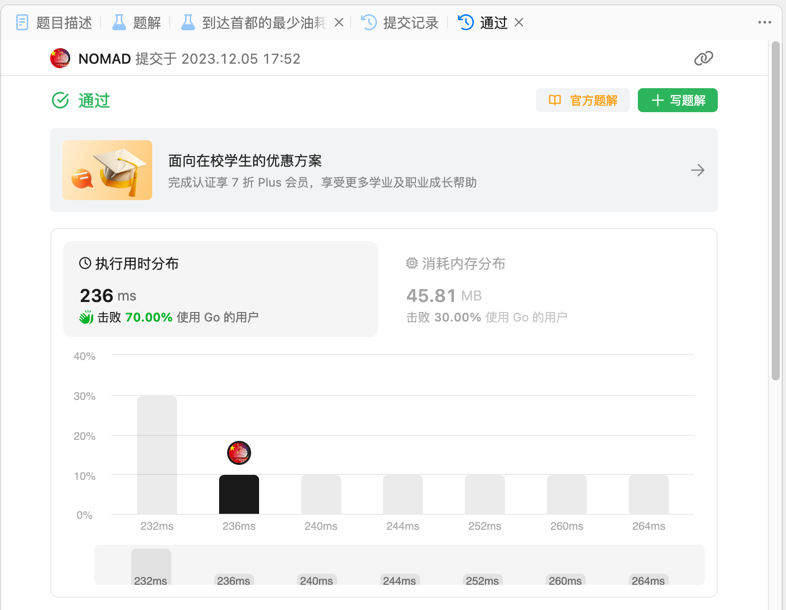 题目描述 题解 到达首都的最少油耗 提交记录 通过
NOMAD 提交于 2023.12.05 17:52
通过 官方题解 写题解
面向在校学生的优惠方案
完成认证享 7 折 Plus 会员，享受更多学业及职业成长帮助
执行用时分布 消耗内存分布
236 ms 45.81 MB
击败 70.00% 使用 Go 的用户 击败 30.00% 使用 Go 的用户
40%
30%
20%
10%
0%
232ms 236ms 240ms 244ms 252ms 260ms 264ms
232ms 236ms 240ms 244ms 252ms 260ms 264ms